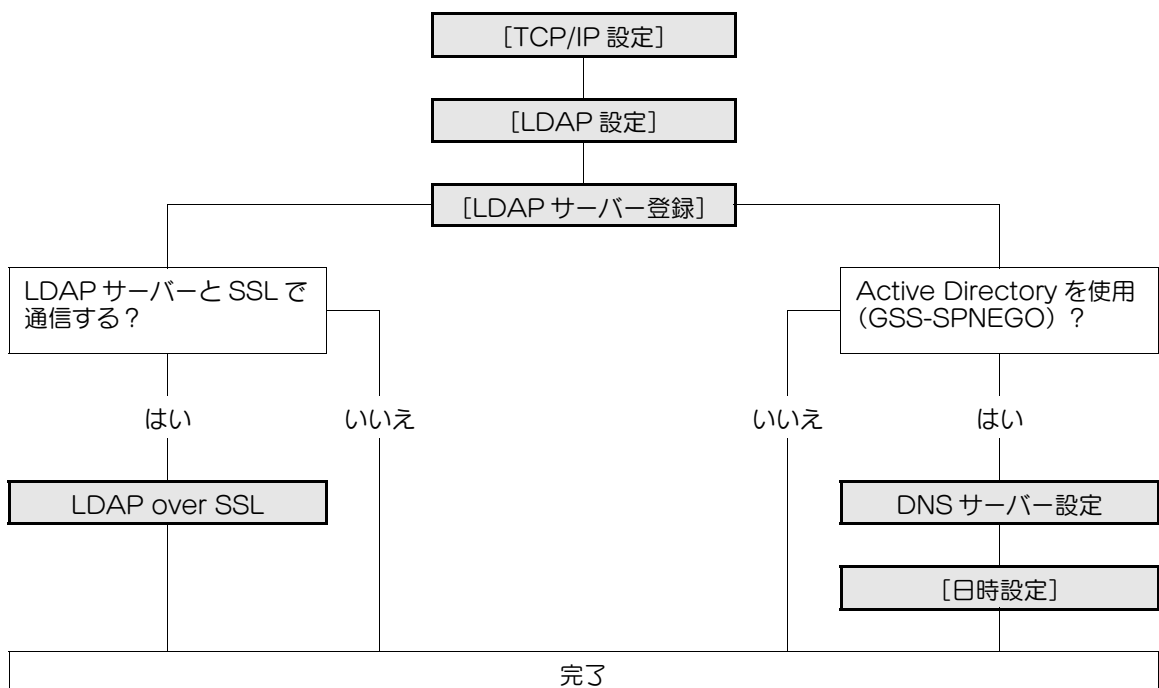 [TCP/IP 設定]
[LDAP 設定]
[LDAP サーバー登録]
LDAP サーバーと SSL で
通信する？
Active Directory を使用
（GSS-SPNEGO）？
はい
いいえ
いいえ
はい
LDAP over SSL
DNS サーバー設定
[日時設定]
完了